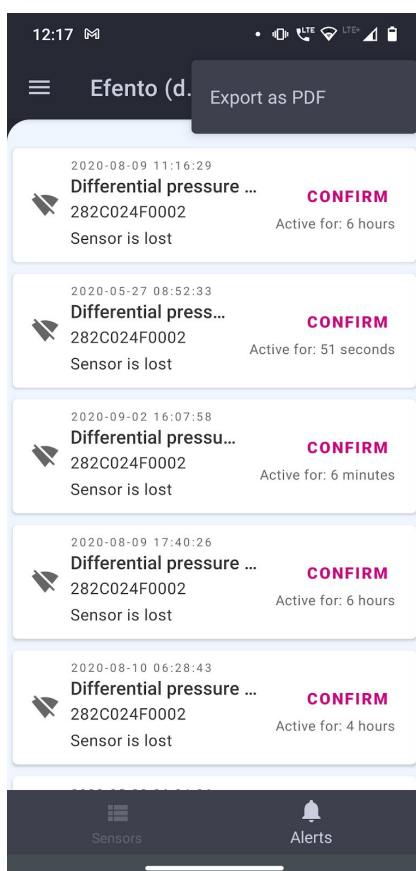 12:17
LTE LTE+
Efento (d.
Export as PDF
2020-08-09 11:16:29
Differential pressure ...
CONFIRM
282C024F0002
Active for: 6 hours
Sensor is lost
2020-05-27 08:52:33
Differential press...
CONFIRM
282C024F0002
Active for: 51 seconds
Sensor is lost
2020-09-02 16:07:58
Differential pressu...
CONFIRM
282C024F0002
Active for: 6 minutes
Sensor is lost
2020-08-09 17:40:26
Differential pressure ...
CONFIRM
282C024F0002
Active for: 6 hours
Sensor is lost
2020-08-10 06:28:43
Differential pressure ...
CONFIRM
282C024F0002
Active for: 4 hours
Sensor is lost
Sensors
Alerts